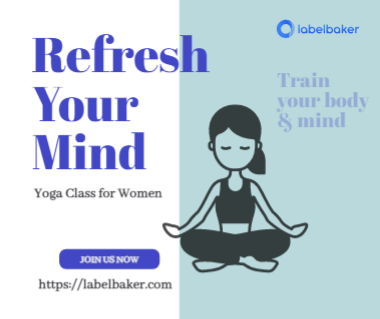 Refresh
Your
Mind
Yoga Class for Women
JOIN US NOW
https://labelbaker.com
labelbaker
Train
your body
& mind